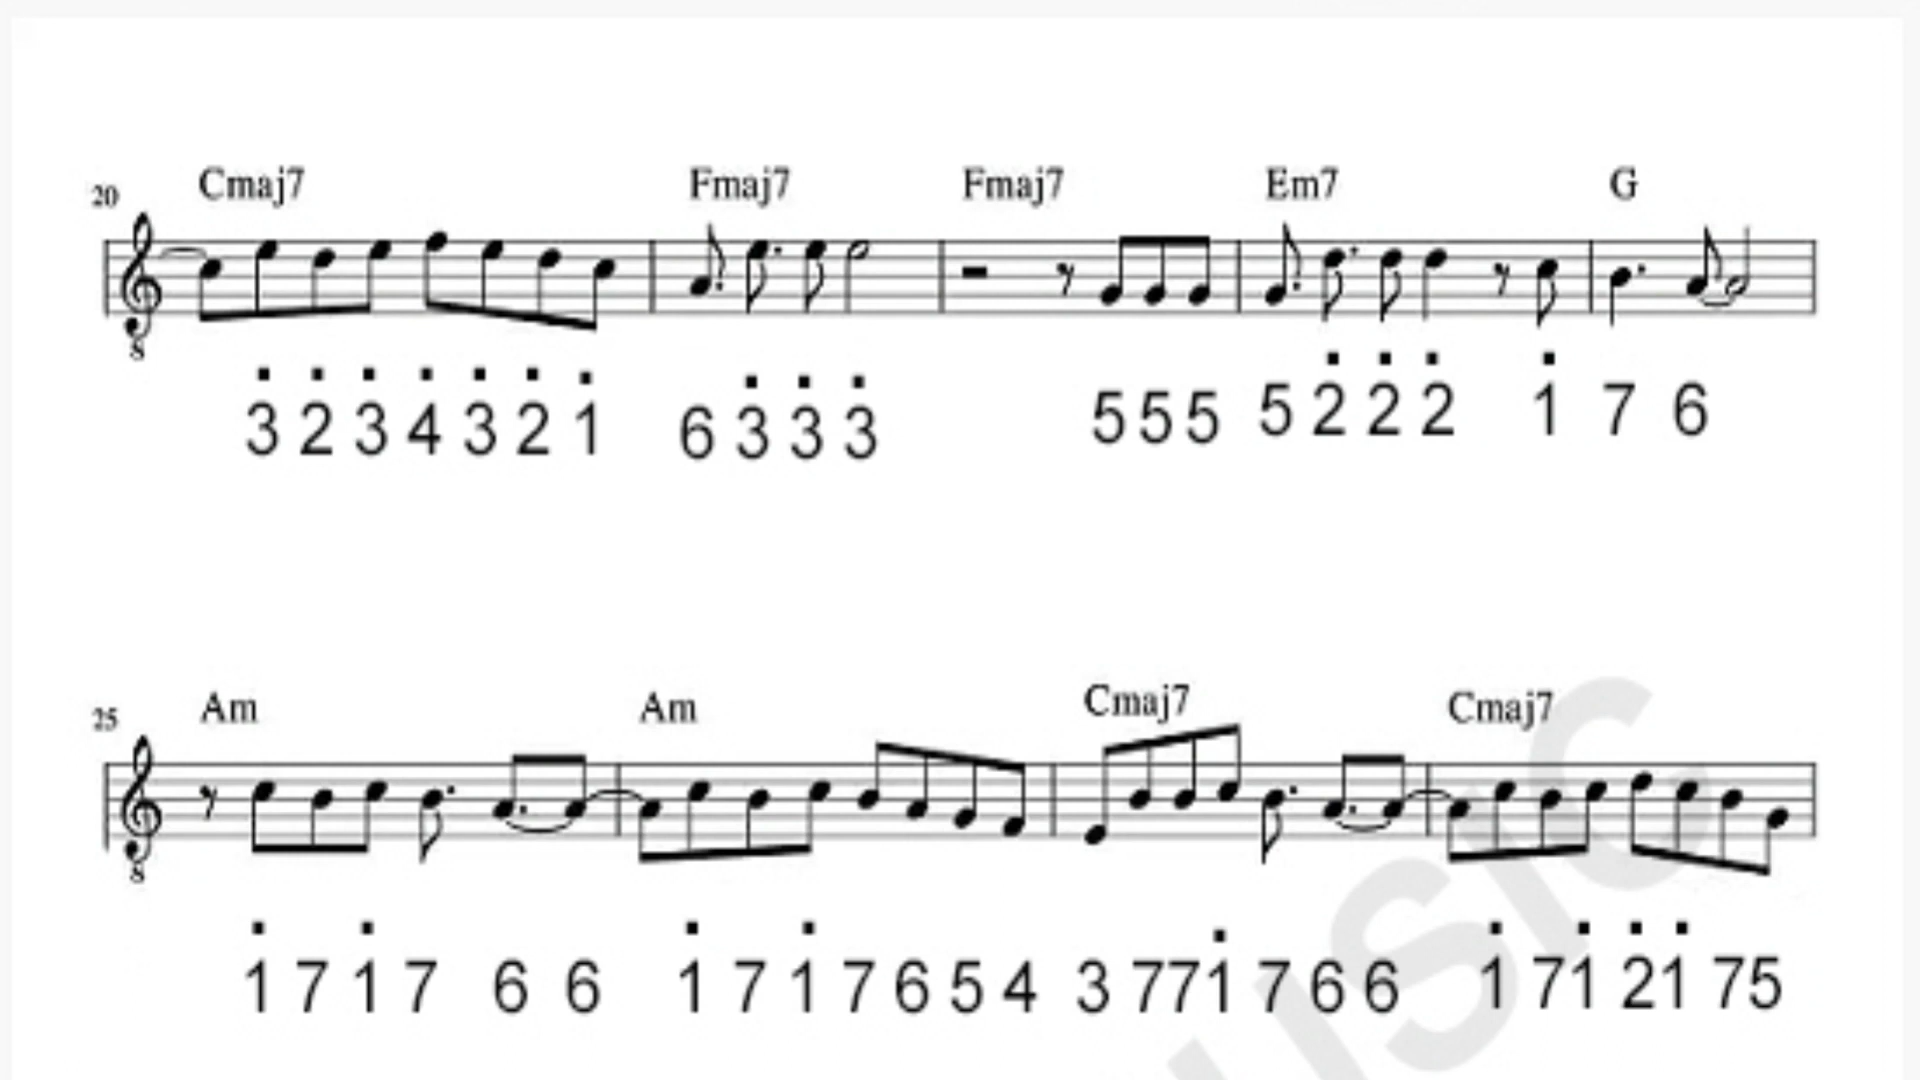 20 Cmaj7 Fmaj7 Fmaj7 Em7 G
8
3 2 3 4 3 2 1 6 3 3 3 5 5 5 5 2 2 2 1 7 6
25 Am Am Cmaj7 Cmaj7
8
1 7 1 7 6 6 1 7 1 7 6 5 4 3 7 7 1 7 6 6 1 7 1 2 1 7 5
USIC